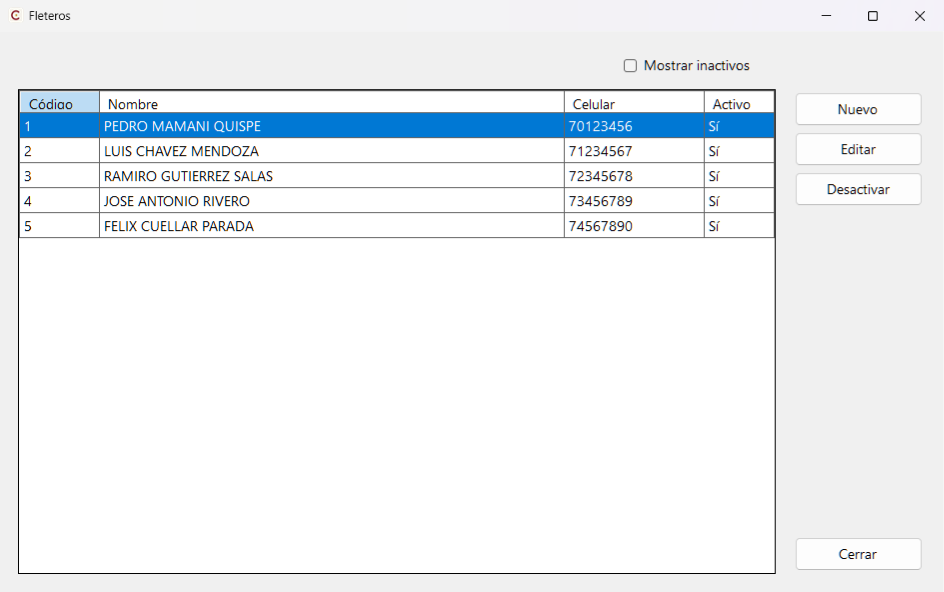 Fleteros
Mostrar inactivos
Código Nombre Celular Activo
1 PEDRO MAMANI QUISPE 70123456 Sí
2 LUIS CHAVEZ MENDOZA 71234567 Sí
3 RAMIRO GUTIERREZ SALAS 72345678 Sí
4 JOSE ANTONIO RIVERO 73456789 Sí
5 FELIX CUELLAR PARADA 74567890 Sí
Nuevo
Editar
Desactivar
Cerrar